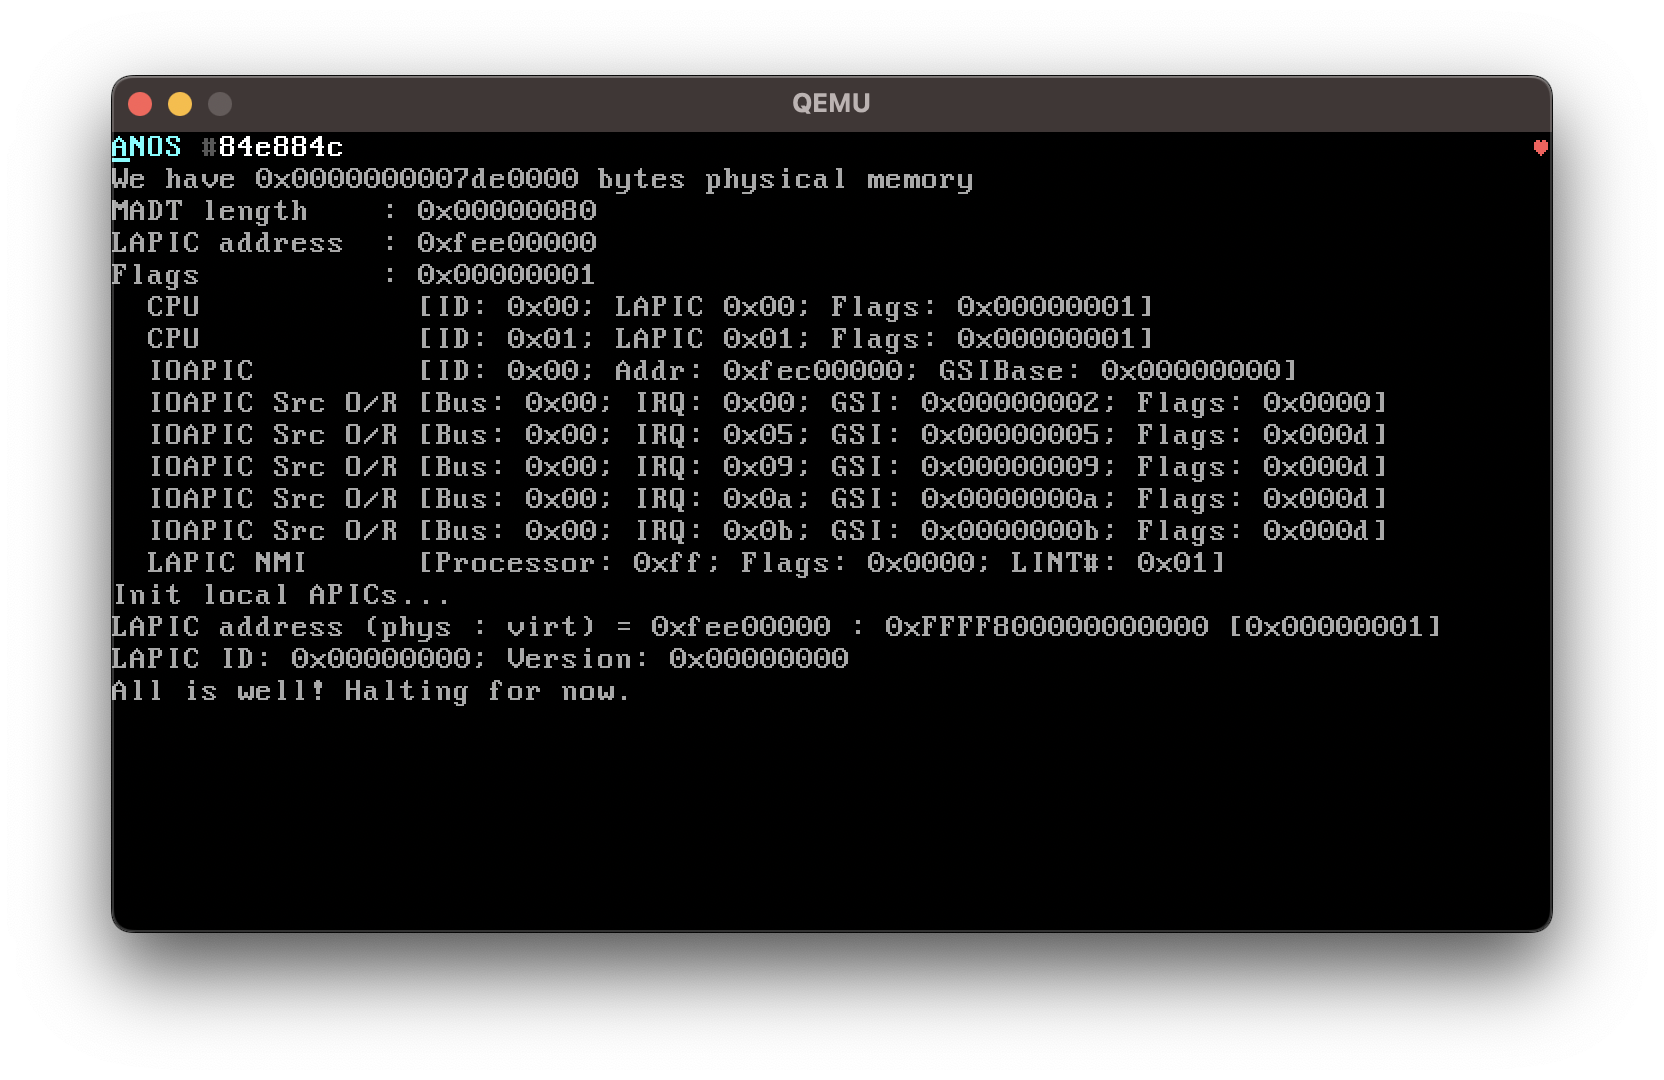 QEMU
ANOS #84e884c ♥
We have 0x0000000007de0000 bytes physical memory
MADT length    : 0x00000080
LAPIC address  : 0xfee00000
Flags          : 0x00000001
  CPU            [ID: 0x00; LAPIC 0x00; Flags: 0x00000001]
  CPU            [ID: 0x01; LAPIC 0x01; Flags: 0x00000001]
  IOAPIC         [ID: 0x00; Addr: 0xfec00000; GSIBase: 0x00000000]
  IOAPIC Src O/R [Bus: 0x00; IRQ: 0x00; GSI: 0x00000002; Flags: 0x0000]
  IOAPIC Src O/R [Bus: 0x00; IRQ: 0x05; GSI: 0x00000005; Flags: 0x000d]
  IOAPIC Src O/R [Bus: 0x00; IRQ: 0x09; GSI: 0x00000009; Flags: 0x000d]
  IOAPIC Src O/R [Bus: 0x00; IRQ: 0x0a; GSI: 0x0000000a; Flags: 0x000d]
  IOAPIC Src O/R [Bus: 0x00; IRQ: 0x0b; GSI: 0x0000000b; Flags: 0x000d]
  LAPIC NMI      [Processor: 0xff; Flags: 0x0000; LINT#: 0x01]
Init local APICs...
LAPIC address (phys : virt) = 0xfee00000 : 0xFFFF800000000000 [0x00000001]
LAPIC ID: 0x00000000; Version: 0x00000000
All is well! Halting for now.